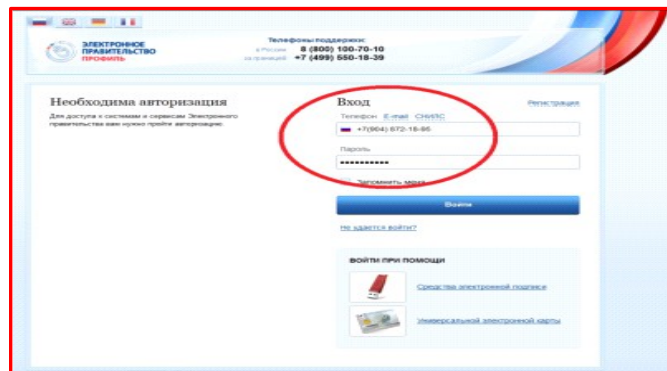 ЭЛЕКТРОННОЕ
ПРАВИТЕЛЬСТВО
ПРОФИЛЬ
Телефоны поддержки:
в России 8 (800) 100-70-10
за границей +7 (499) 550-18-39
Необходима авторизация
Для доступа к системам и сервисам Электронного
правительства вам нужно пройти авторизацию
Вход
Регистрация
Телефон E-mail СНИЛС
+7(904) 672-18-95
Пароль
Запомнить меня
Войти
Не удается войти?
ВОЙТИ ПРИ ПОМОЩИ
Средства электронной подписи
Универсальной электронной карты